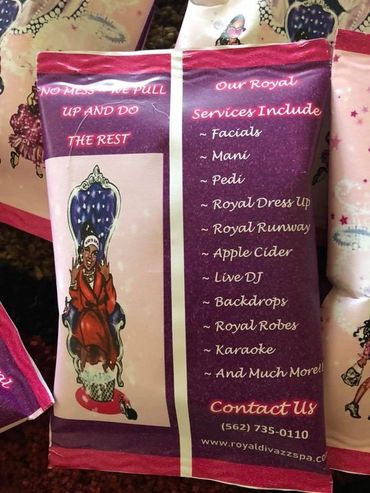 NO MESS ~ WE PULL
UP AND DO
THE REST
Our Royal
Services Include
~ Facials
~ Mani
~ Pedi
~ Royal Dress Up
~ Royal Runway
~ Apple Cider
~ Live DJ
~ Backdrops
~ Royal Robes
~ Karaoke
~ And Much More!!
Contact Us
(562) 735-0110
www.royaldivazzspa.co
Royal